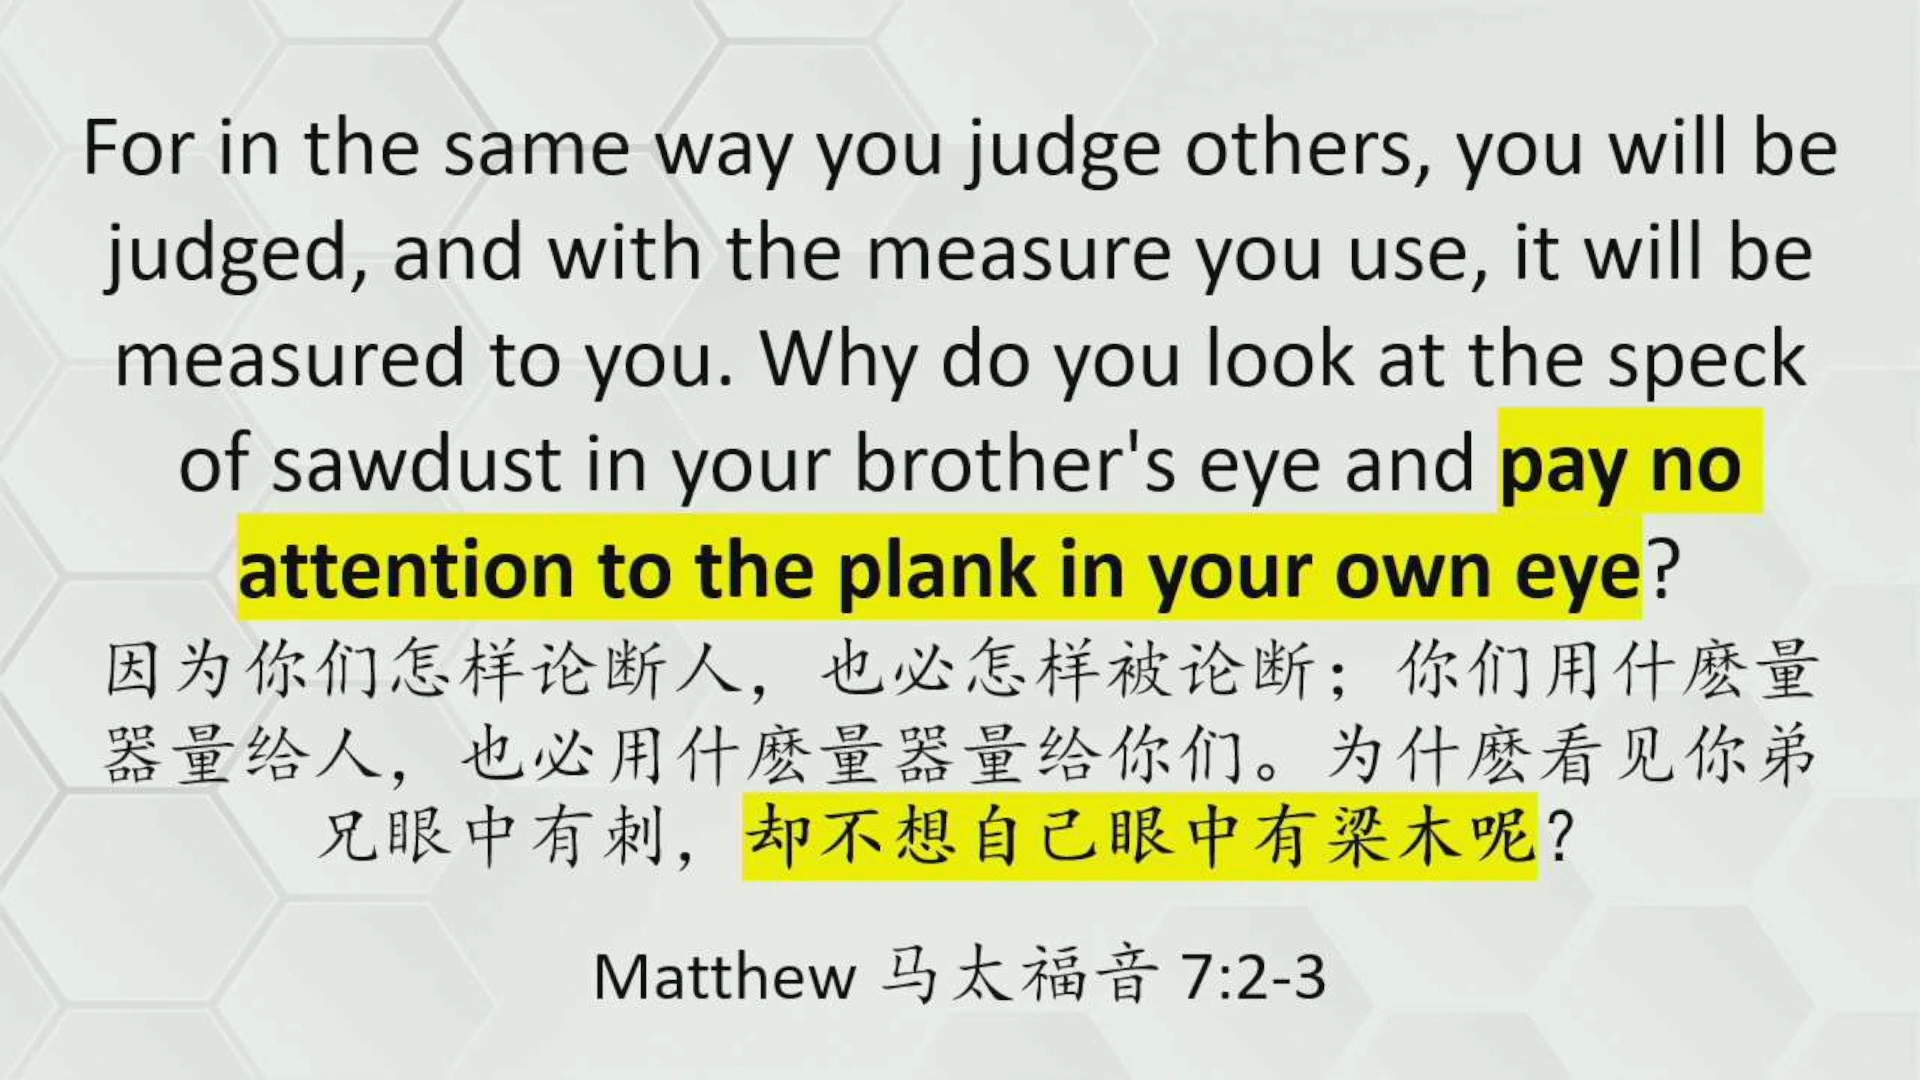 For in the same way you judge others, you will be
judged, and with the measure you use, it will be
measured to you. Why do you look at the speck
of sawdust in your brother's eye and pay no
attention to the plank in your own eye?
因为你们怎样论断人，也必怎样被论断；你们用什麽量
器量给人，也必用什麽量器量给你们。为什麽看见你弟
兄眼中有刺，却不想自己眼中有梁木呢？
Matthew 马太福音 7:2-3